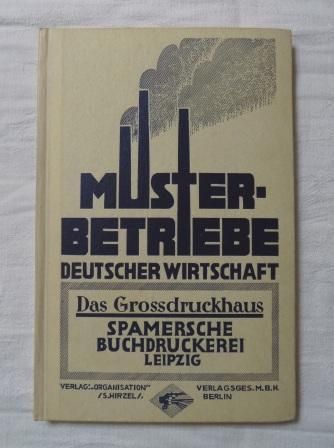 MUSTER-
BETRIEBE
DEUTSCHER WIRTSCHAFT
Das Grossdruckhaus
SPAMERSCHE
BUCHDRUCKEREI
LEIPZIG
VERLAG: „ORGANISATION" VERLAGSGES. M. B. H.
/S. HIRZEL/. BERLIN